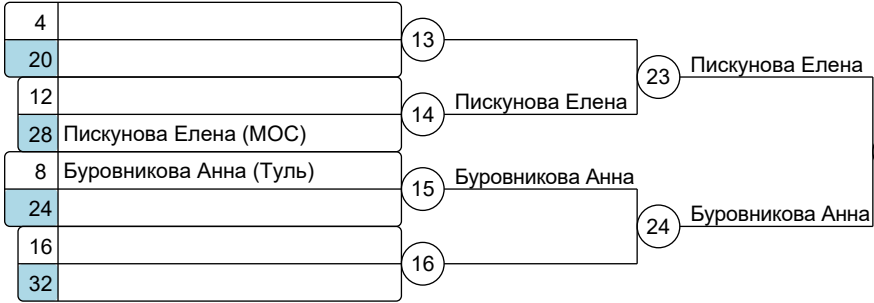 4
13
20
23 Пискунова Елена
12
14 Пискунова Елена
28 Пискунова Елена (МОС)
8 Буровникова Анна (Туль)
15 Буровникова Анна
24
24 Буровникова Анна
16
16
32